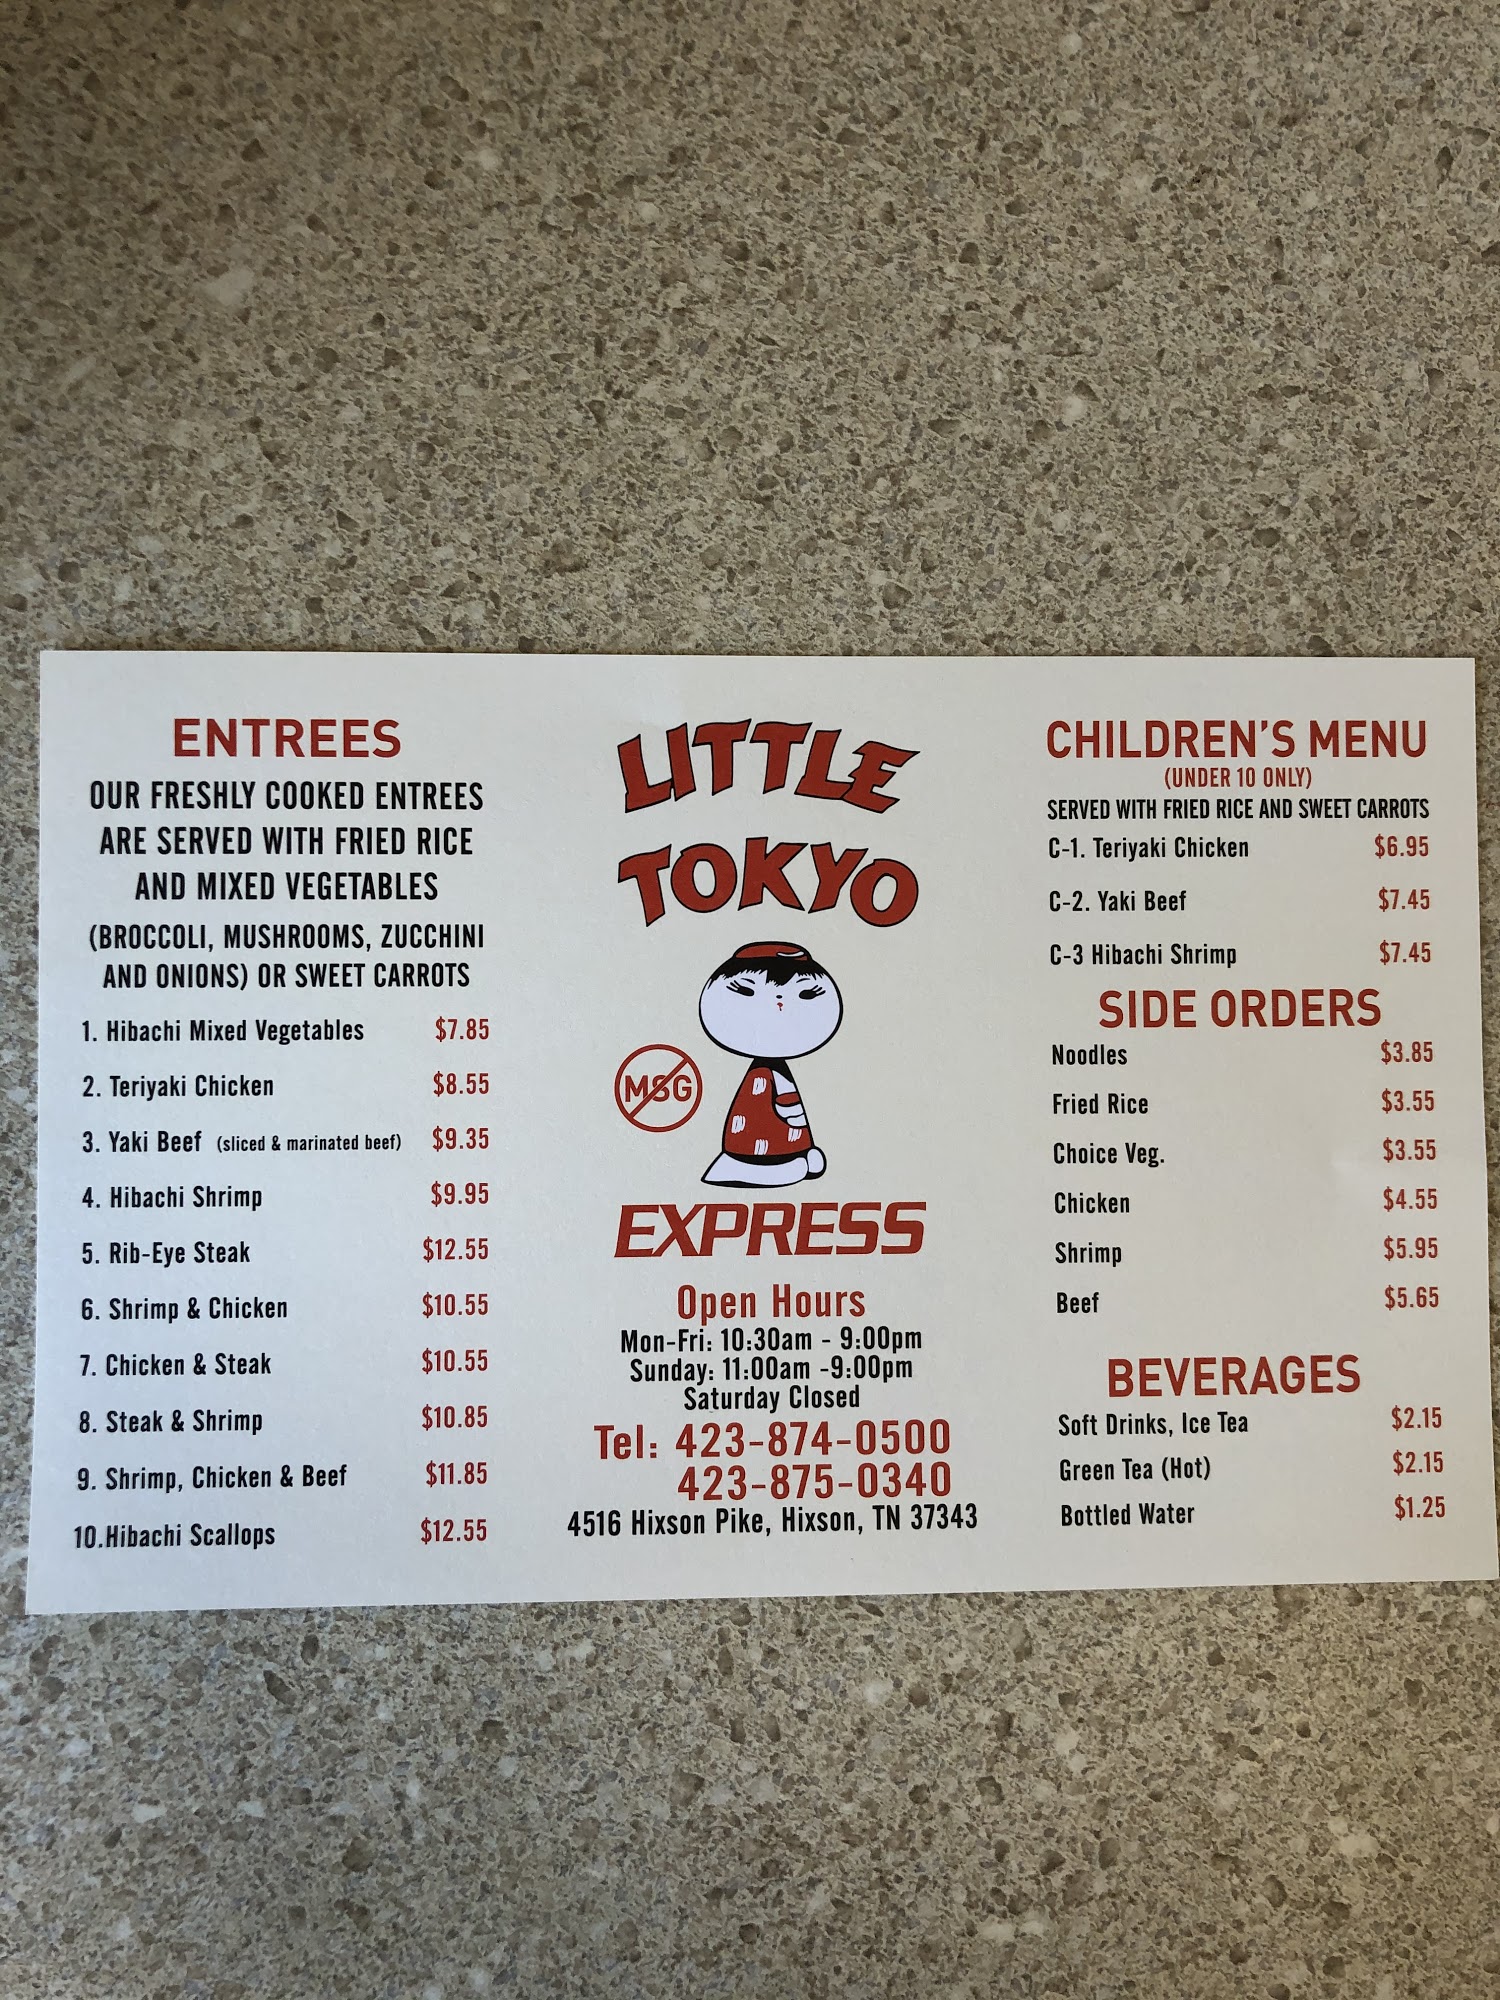 ENTREES
OUR FRESHLY COOKED ENTREES
ARE SERVED WITH FRIED RICE
AND MIXED VEGETABLES
(BROCCOLI, MUSHROOMS, ZUCCHINI
AND ONIONS) OR SWEET CARROTS
1. Hibachi Mixed Vegetables $7.85
2. Teriyaki Chicken $8.55
3. Yaki Beef (sliced & marinated beef) $9.35
4. Hibachi Shrimp $9.95
5. Rib-Eye Steak $12.55
6. Shrimp & Chicken $10.55
7. Chicken & Steak $10.55
8. Steak & Shrimp $10.85
9. Shrimp, Chicken & Beef $11.85
10.Hibachi Scallops $12.55
LITTLE
TOKYO
MSG
EXPRESS
Open Hours
Mon-Fri: 10:30am - 9:00pm
Sunday: 11:00am -9:00pm
Saturday Closed
Tel: 423-874-0500
423-875-0340
4516 Hixson Pike, Hixson, TN 37343
CHILDREN'S MENU
(UNDER 10 ONLY)
SERVED WITH FRIED RICE AND SWEET CARROTS
C-1. Teriyaki Chicken $6.95
C-2. Yaki Beef $7.45
C-3 Hibachi Shrimp $7.45
SIDE ORDERS
Noodles $3.85
Fried Rice $3.55
Choice Veg. $3.55
Chicken $4.55
Shrimp $5.95
Beef $5.65
BEVERAGES
Soft Drinks, Ice Tea $2.15
Green Tea (Hot) $2.15
Bottled Water $1.25